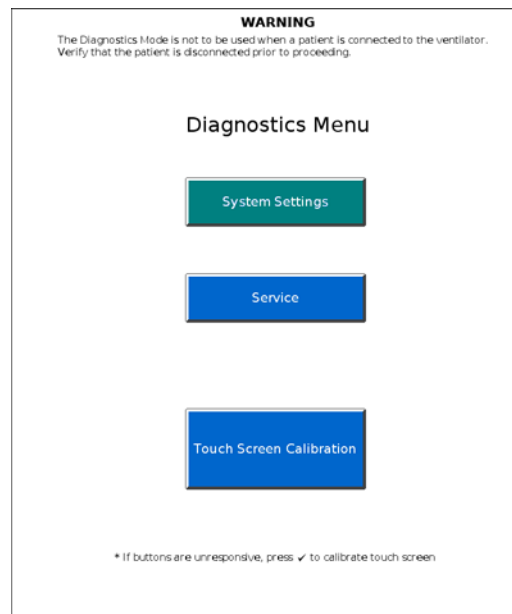 WARNING
The Diagnostics Mode is not to be used when a patient is connected to the ventilator.
Verify that the patient is disconnected prior to proceeding.
Diagnostics Menu
System Settings
Service
Touch Screen Calibration
* If buttons are unresponsive, press ✓ to calibrate touch screen